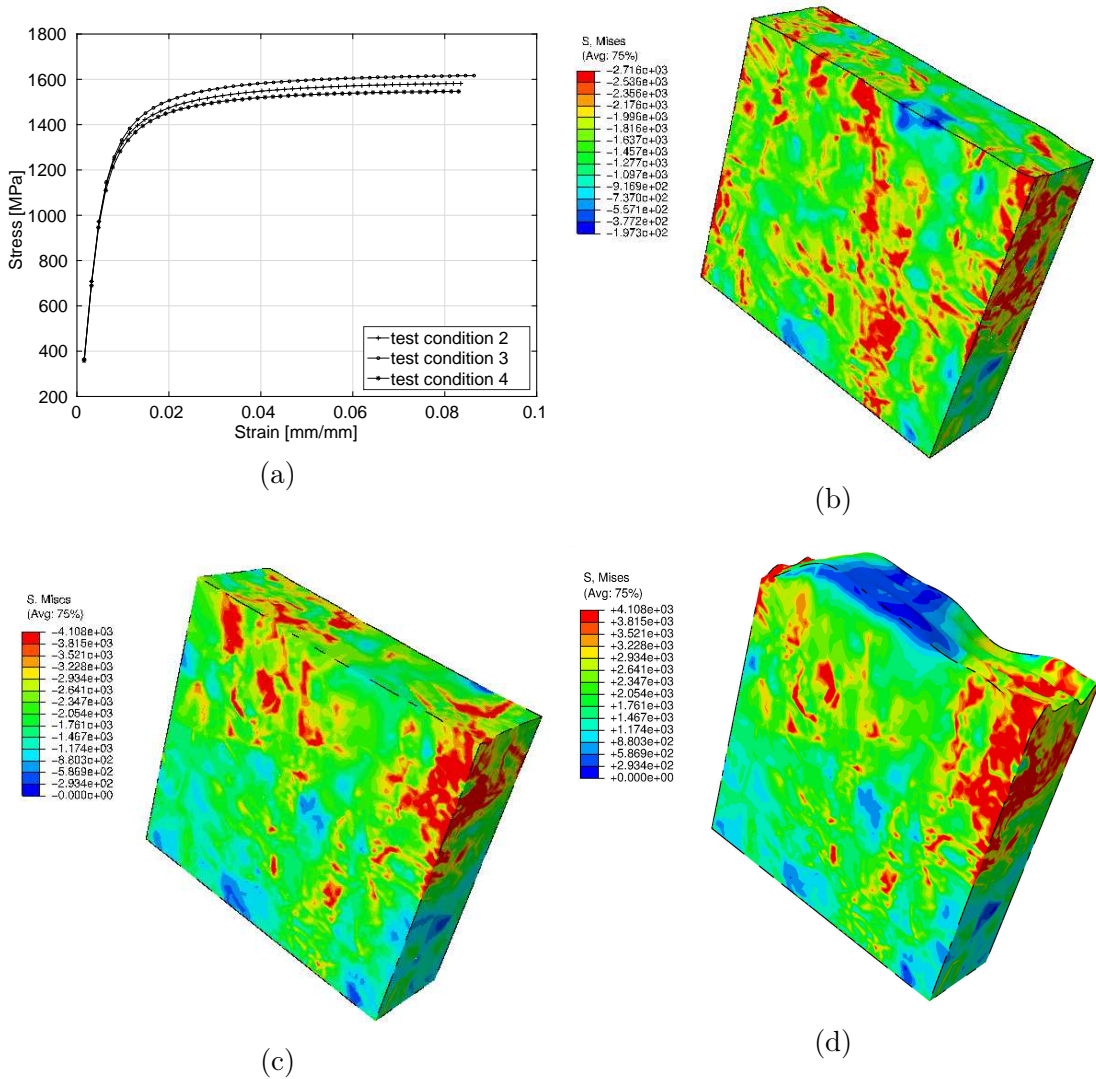 1800
1600
1400
1200
1000
800
600
400
200
Stress [MPa]
test condition 2
test condition 3
test condition 4
0
0.02
0.04
0.06
0.08
0.1
Strain [mm/mm]
(a)
S, Mises
(Avg: 75%)
−2.716e+03
−2.536e+03
−2.356e+03
−2.176e+03
−1.996e+03
−1.816e+03
−1.637e+03
−1.457e+03
−1.277e+03
−1.097e+03
−9.169e+02
−7.370e+02
−5.571e+02
−3.772e+02
−1.973e+02
(b)
S, Mises
(Avg: 75%)
−4.108e+03
−3.815e+03
−3.521e+03
−3.228e+03
−2.934e+03
−2.641e+03
−2.347e+03
−2.054e+03
−1.761e+03
−1.467e+03
−1.174e+03
−8.803e+02
−5.869e+02
−2.934e+02
−0.000e+00
(c)
S, Mises
(Avg: 75%)
+4.108e+03
+3.815e+03
+3.521e+03
+3.228e+03
+2.934e+03
+2.641e+03
+2.347e+03
+2.054e+03
+1.761e+03
+1.467e+03
+1.174e+03
+8.803e+02
+5.869e+02
+2.934e+02
+0.000e+00
(d)